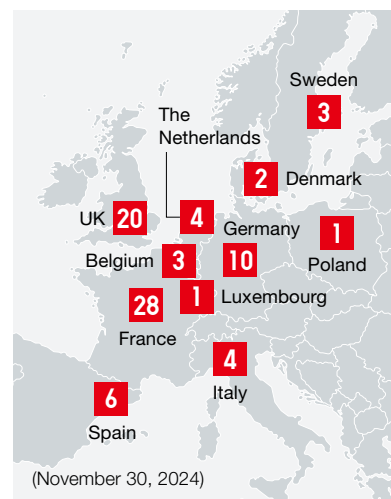 Sweden
3
The
Netherlands
2 Denmark
UK 20
4
Germany
1
Belgium 3
10
Poland
28
1 Luxembourg
France
4
Italy
6
Spain
(November 30, 2024)